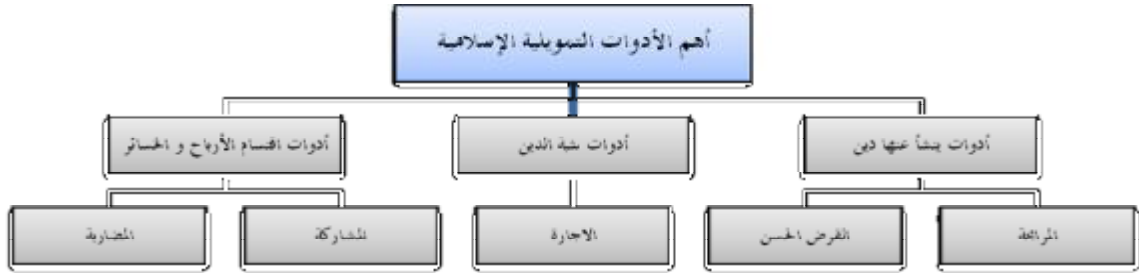 أهم الأدوات التمويلية الإسلامية
أدوات ينشأ عنها دين
أدوات شبة الدين
أدوات اقتسام الأرباح و الخسائر
المرابحة
القرض الحسن
الاجارة
المشاركة
المضاربة